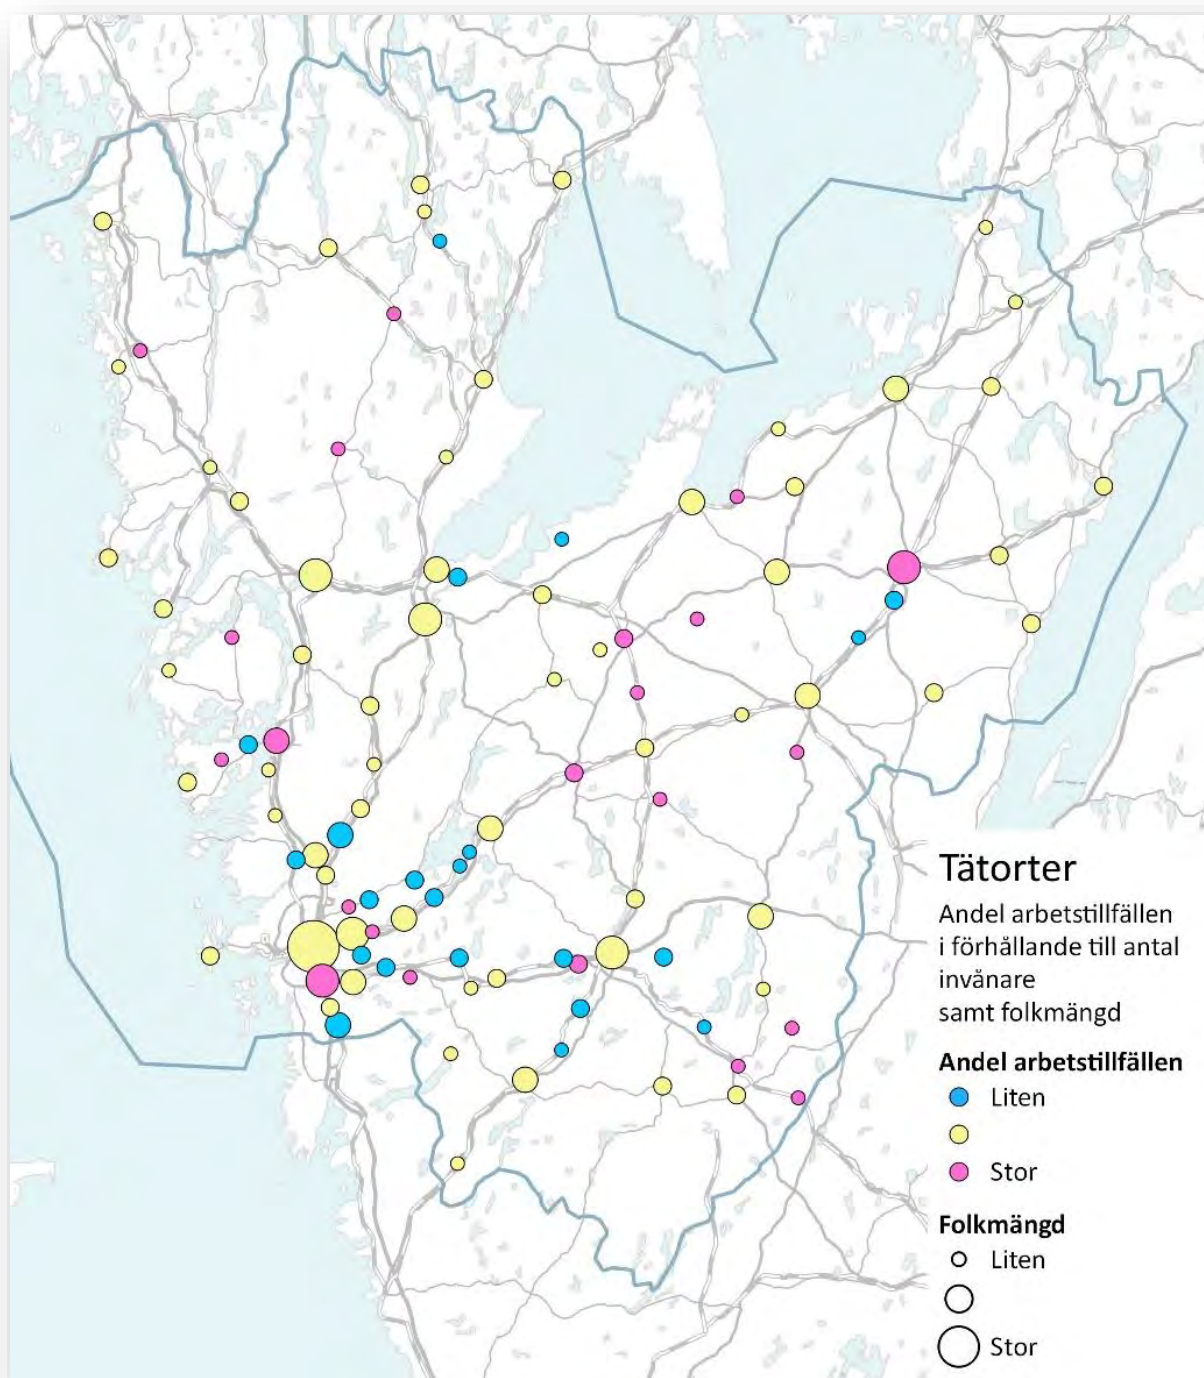 Tätorter
Andel arbetstillfällen
i förhållande till antal
invånare
samt folkmängd
Andel arbetstillfällen
Liten
Stor
Folkmängd
Liten
Stor